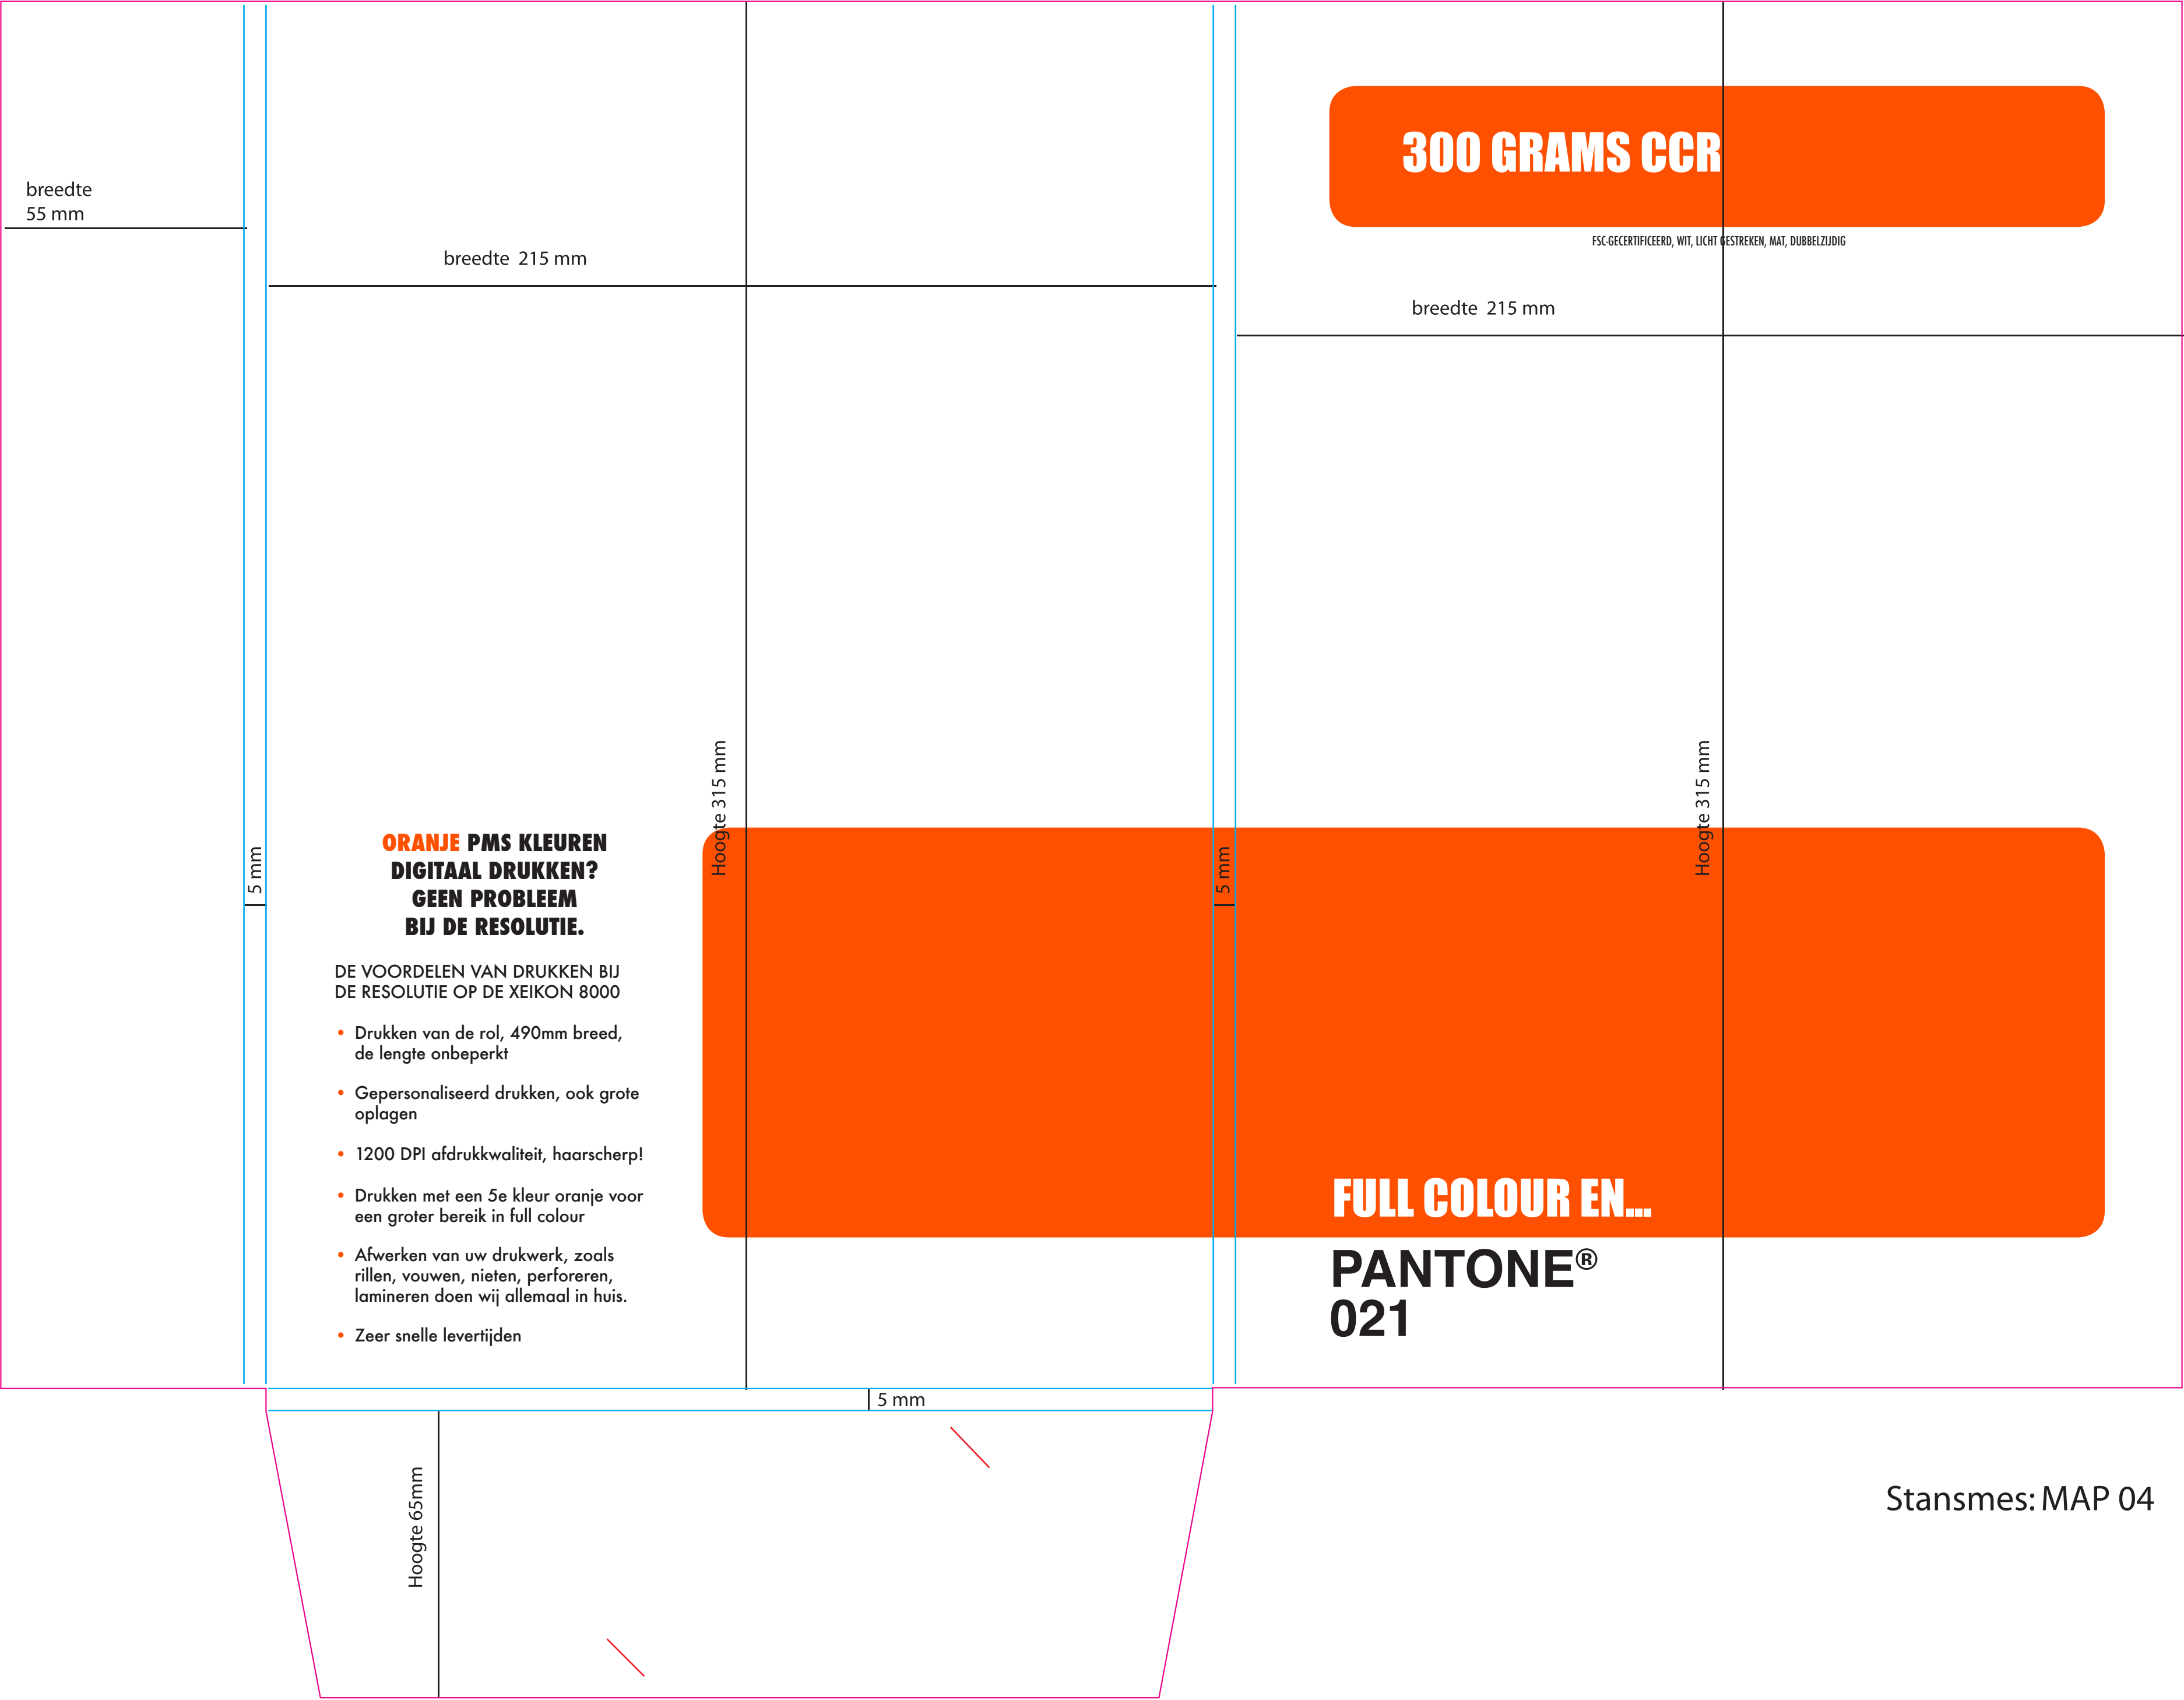 300 GRAMS CCR
FSC-GECERTIFICEERD, WIT, LICHT GESTREKEN, MAT, DUBBELZIJDIG
breedte
55 mm
breedte 215 mm
breedte 215 mm
Hoogte 315 mm
Hoogte 315 mm
5 mm
5 mm
ORANJE PMS KLEUREN
DIGITAAL DRUKKEN?
GEEN PROBLEEM
BIJ DE RESOLUTIE.
DE VOORDELEN VAN DRUKKEN BIJ
DE RESOLUTIE OP DE XEIKON 8000
• Drukken van de rol, 490mm breed,
de lengte onbeperkt
• Gepersonaliseerd drukken, ook grote
oplagen
• 1200 DPI afdrukkwaliteit, haarscherp!
• Drukken met een 5e kleur oranje voor
een groter bereik in full colour
• Afwerken van uw drukwerk, zoals
rillen, vouwen, nieten, perforeren,
lamineren doen wij allemaal in huis.
• Zeer snelle levertijden
FULL COLOUR EN...
PANTONE®
021
5 mm
Hoogte 65mm
Stansmes: MAP 04